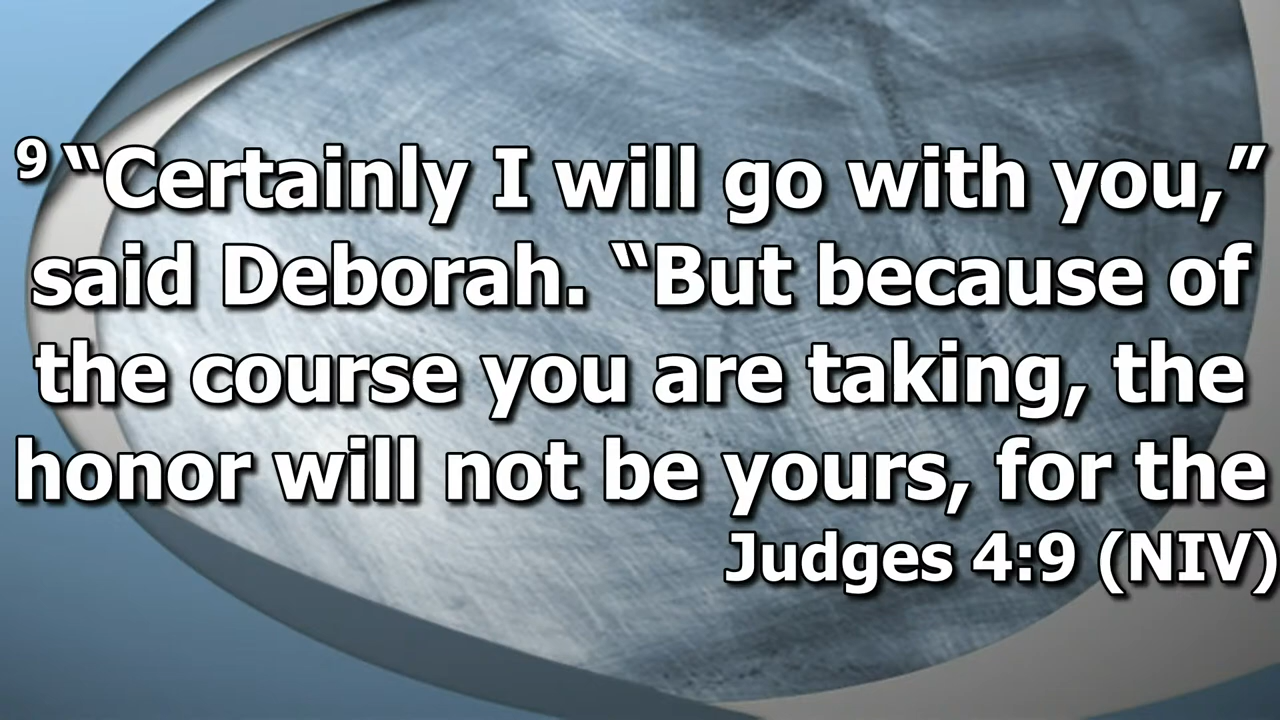 9 “Certainly I will go with you,”
said Deborah. “But because of
the course you are taking, the
honor will not be yours, for the
Judges 4:9 (NIV)